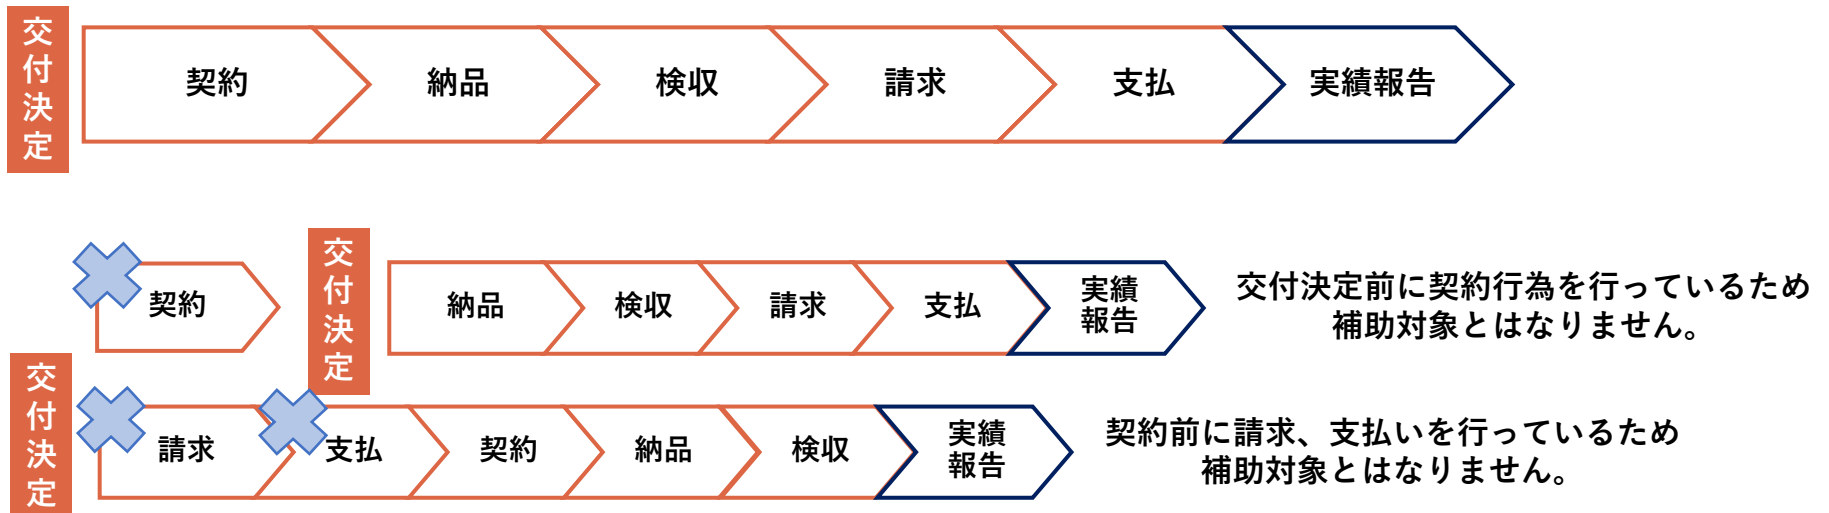 交付決定
契約
納品
検収
請求
支払
実績報告
契約
交付決定
納品
検収
請求
支払
実績
報告
交付決定前に契約行為を行っているため
補助対象とはなりません。
交付決定
請求
支払
契約
納品
検収
実績
報告
契約前に請求、支払いを行っているため
補助対象とはなりません。